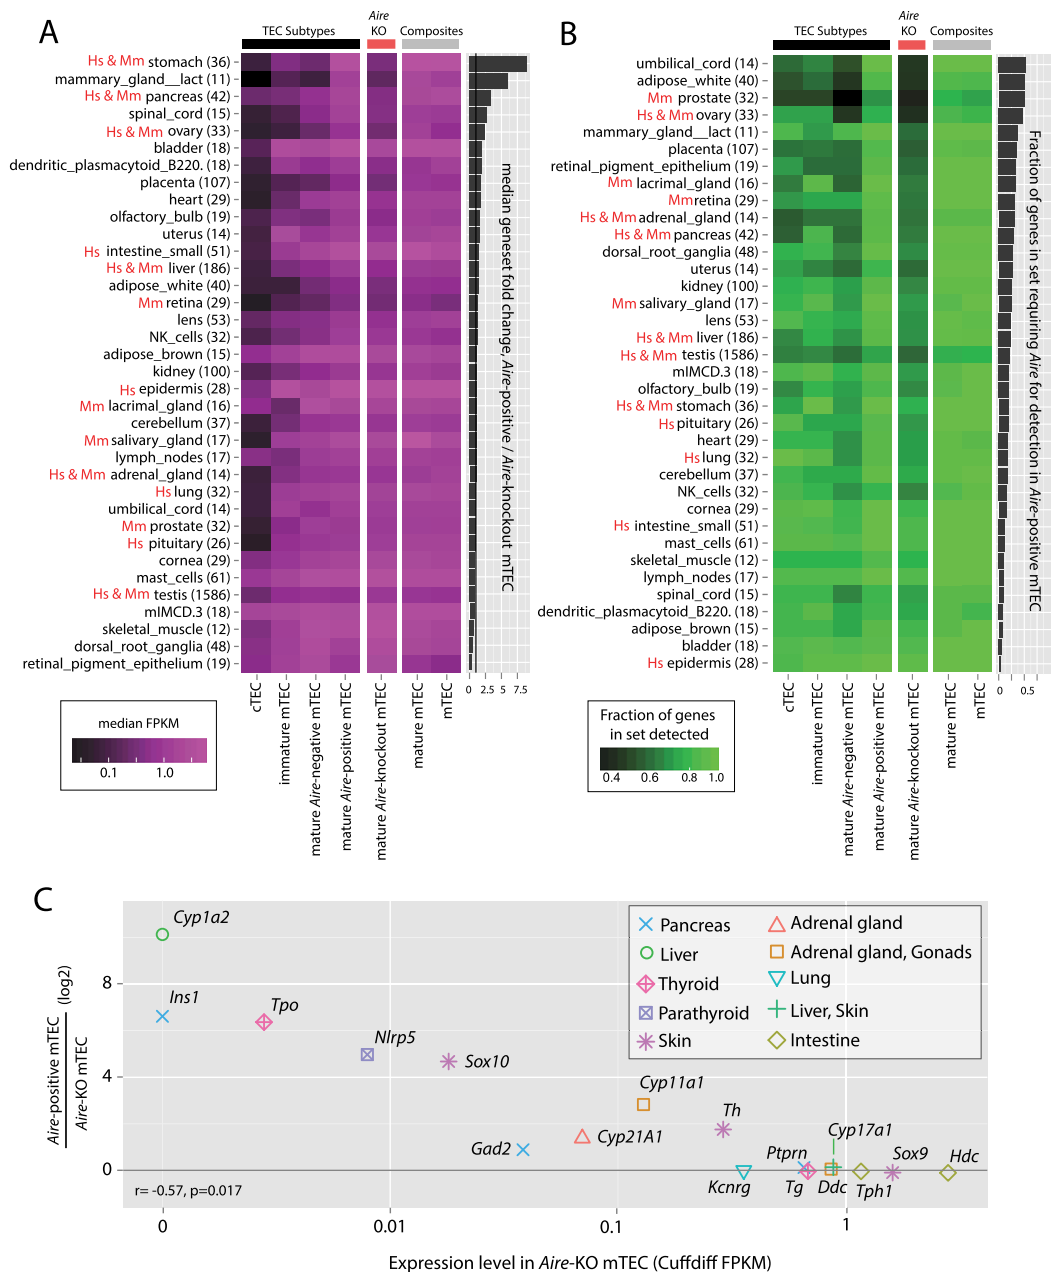 A
TEC Subtypes
Aire
KO
Composites
Hs & Mm stomach (36)
mammary_gland__lact (11)
Hs & Mm pancreas (42)
spinal_cord (15)
Hs & Mm ovary (33)
bladder (18)
dendritic_plasmacytoid_B220. (18)
placenta (107)
heart (29)
olfactory_bulb (19)
uterus (14)
Hs intestine_small (51)
Hs & Mm liver (186)
adipose_white (40)
Mm retina (29)
lens (53)
NK_cells (32)
adipose_brown (15)
kidney (100)
Hs epidermis (28)
Mm lacrimal_gland (16)
cerebellum (37)
Mm salivary_gland (17)
lymph_nodes (17)
Hs & Mm adrenal_gland (14)
Hs lung (32)
umbilical_cord (14)
Mm prostate (32)
Hs pituitary (26)
cornea (29)
mast_cells (61)
Hs & Mm testis (1586)
mIMCD.3 (18)
skeletal_muscle (12)
dorsal_root_ganglia (48)
retinal_pigment_epithelium (19)
median geneset fold change, Aire-positive / Aire-knockout mTEC
0 2.5 5 7.5
cTEC
immature mTEC
mature Aire-negative mTEC
mature Aire-positive mTEC
mature Aire-knockout mTEC
mature mTEC
mTEC
median FPKM
0.1 1.0
B
TEC Subtypes
Aire
KO
Composites
umbilical_cord (14)
adipose_white (40)
Mm prostate (32)
Hs & Mm ovary (33)
mammary_gland__lact (11)
placenta (107)
retinal_pigment_epithelium (19)
Mm lacrimal_gland (16)
Mm retina (29)
Hs & Mm adrenal_gland (14)
Hs & Mm pancreas (42)
dorsal_root_ganglia (48)
uterus (14)
kidney (100)
Mm salivary_gland (17)
lens (53)
Hs & Mm liver (186)
Hs & Mm testis (1586)
mIMCD.3 (18)
olfactory_bulb (19)
Hs & Mm stomach (36)
Hs pituitary (26)
heart (29)
Hs lung (32)
cerebellum (37)
NK_cells (32)
cornea (29)
Hs intestine_small (51)
mast_cells (61)
skeletal_muscle (12)
lymph_nodes (17)
spinal_cord (15)
dendritic_plasmacytoid_B220. (18)
adipose_brown (15)
bladder (18)
Hs epidermis (28)
Fraction of genes in set requiring Aire for detection in Aire-positive mTEC
0 0.5
cTEC
immature mTEC
mature Aire-negative mTEC
mature Aire-positive mTEC
mature Aire-knockout mTEC
mature mTEC
mTEC
Fraction of genes
in set detected
0.4 0.6 0.8 1.0
C
Aire-positive mTEC
Aire-KO mTEC
(log2)
8
4
0
Cyp1a2
Ins1
Tpo
Nlrp5
Sox10
Gad2
Cyp21A1
Cyp11a1
Th
Kcnrg
Ptprn
Tg
Ddc
Cyp17a1
Tph1
Sox9
Hdc
Pancreas
Liver
Thyroid
Parathyroid
Skin
Adrenal gland
Adrenal gland, Gonads
Lung
Liver, Skin
Intestine
r= -0.57, p=0.017
0 0.01 0.1 1
Expression level in Aire-KO mTEC (Cuffdiff FPKM)